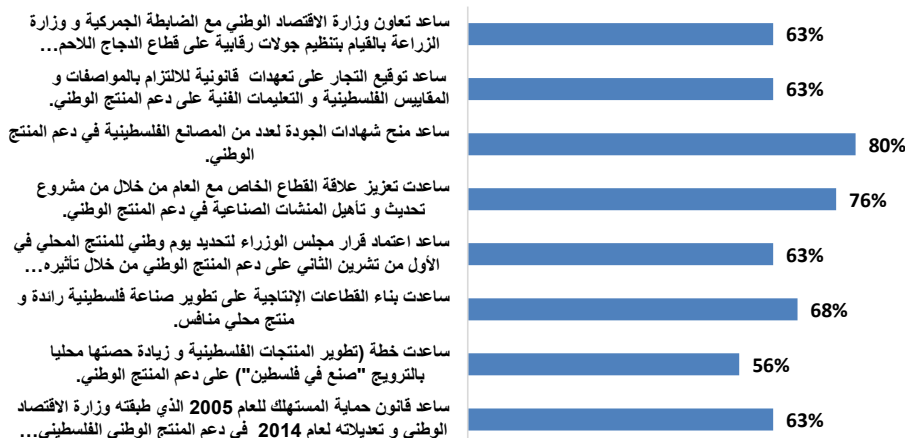 ساعد تعاون وزارة الاقتصاد الوطني مع الضابطة الجمركية و وزارة
الزراعة بالقيام بتنظيم جولات رقابية على قطاع الدجاج اللاحم...
63%
ساعد توقيع التجار على تعهدات قانونية للالتزام بالمواصفات و
المقاييس الفلسطينية و التعليمات الفنية على دعم المنتج الوطني.
63%
ساعد منح شهادات الجودة لعدد من المصانع الفلسطينية في دعم المنتج
الوطني.
80%
ساعدت تعزيز علاقة القطاع الخاص مع العام من خلال من مشروع
تحديث و تأهيل المنشات الصناعية في دعم المنتج الوطني.
76%
ساعد اعتماد قرار مجلس الوزراء لتحديد يوم وطني للمنتج المحلي في
الأول من تشرين الثاني على دعم المنتج الوطني من خلال تأثيره...
63%
ساعدت بناء القطاعات الإنتاجية على تطوير صناعة فلسطينية رائدة و
منتج محلي منافس.
68%
ساعدت خطة (تطوير المنتجات الفلسطينية و زيادة حصتها محليا
بالترويج "صنع في فلسطين") على دعم المنتج الوطني.
56%
ساعد قانون حماية المستهلك للعام 2005 الذي طبقته وزارة الاقتصاد
الوطني و تعديلاته لعام 2014 في دعم المنتج الوطني الفلسطيني...
63%